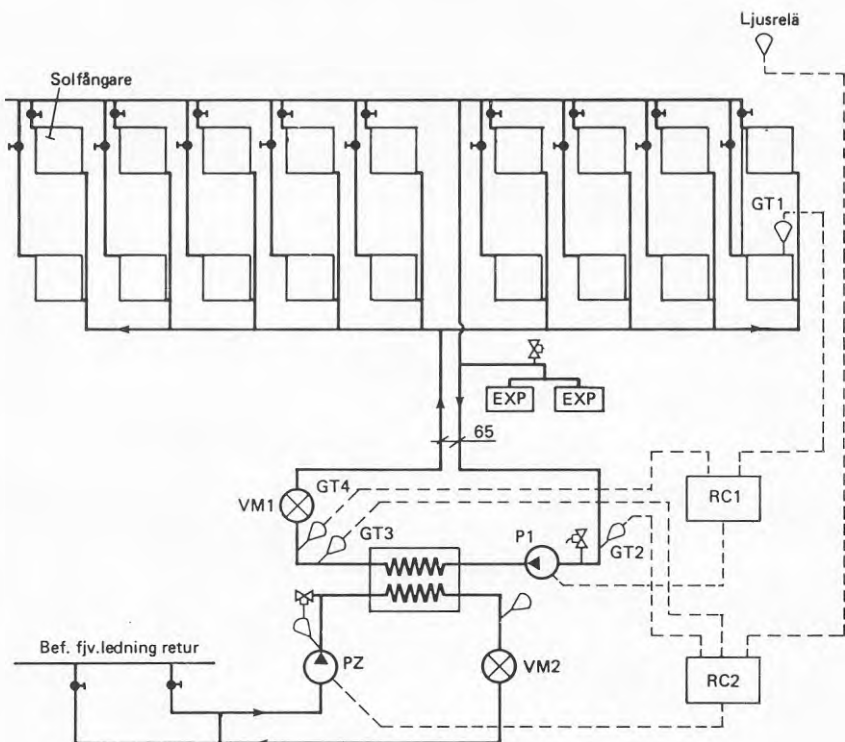 Ljusrelä
Solfångare
GT1
EXP
EXP
65
GT4
VM1
GT3
P1
GT2
RC1
Bef. fjv.ledning retur
PZ
VM2
RC2